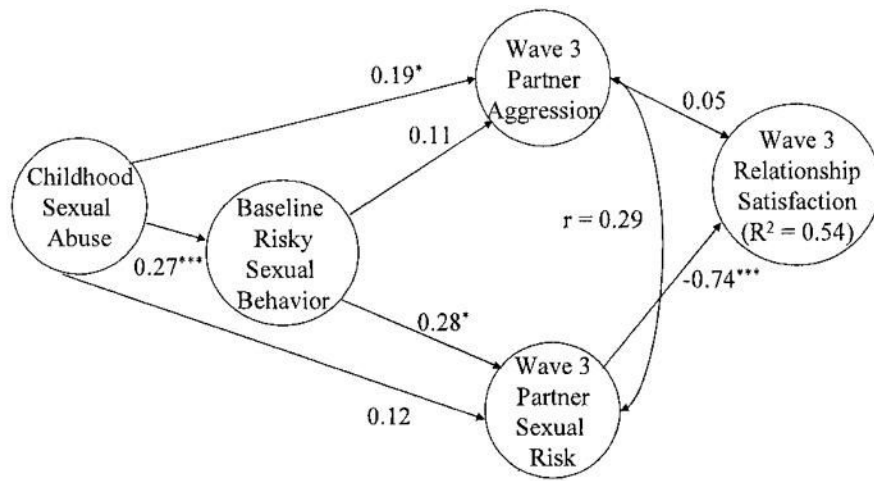 Wave 3
Partner
Aggression
0.19*
0.05
0.11
Wave 3
Relationship
Satisfaction
(R² = 0.54)
Childhood
Sexual
Abuse
Baseline
Risky
Sexual
Behavior
r = 0.29
0.27***
-0.74***
0.28*
Wave 3
Partner
Sexual
Risk
0.12